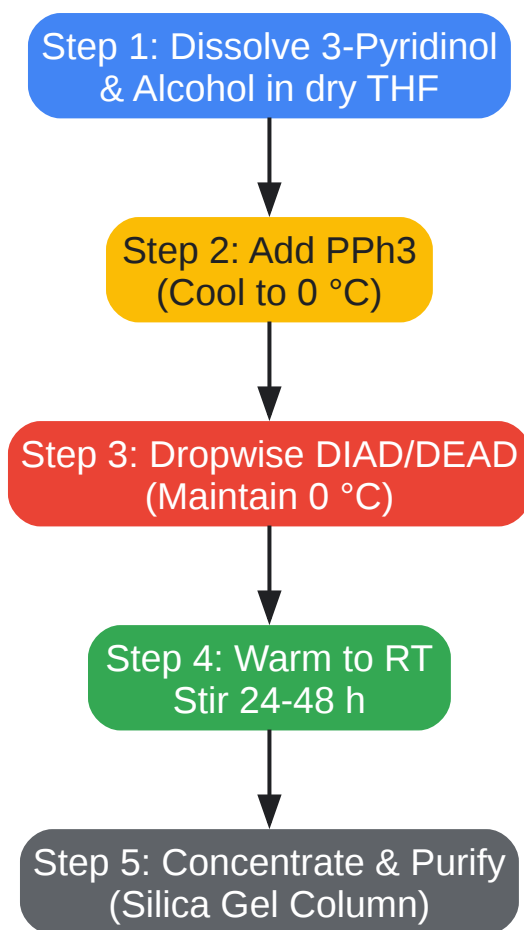 Step 1: Dissolve 3-Pyridinol
& Alcohol in dry THF
Step 2: Add PPh3
(Cool to 0 °C)
Step 3: Dropwise DIAD/DEAD
(Maintain 0 °C)
Step 4: Warm to RT
Stir 24-48 h
Step 5: Concentrate & Purify
(Silica Gel Column)